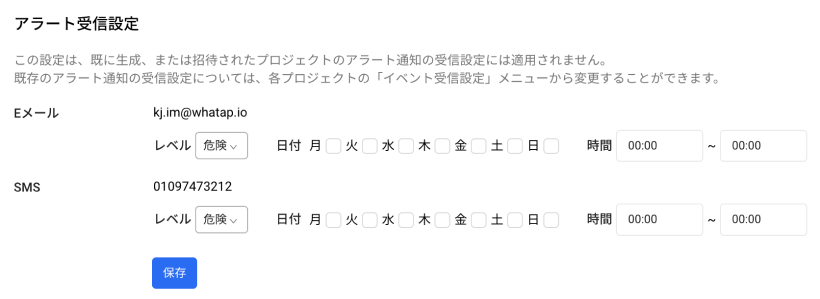 アラート受信設定
この設定は、既に生成、または招待されたプロジェクトのアラート通知の受信設定には適用されません。
既存のアラート通知の受信設定については、各プロジェクトの「イベント受信設定」メニューから変更することができます。
Eメール kj.im@whatap.io
レベル 危険 日付 月 火 水 木 金 土 日 時間 00:00 ~ 00:00
SMS 01097473212
レベル 危険 日付 月 火 水 木 金 土 日 時間 00:00 ~ 00:00
保存